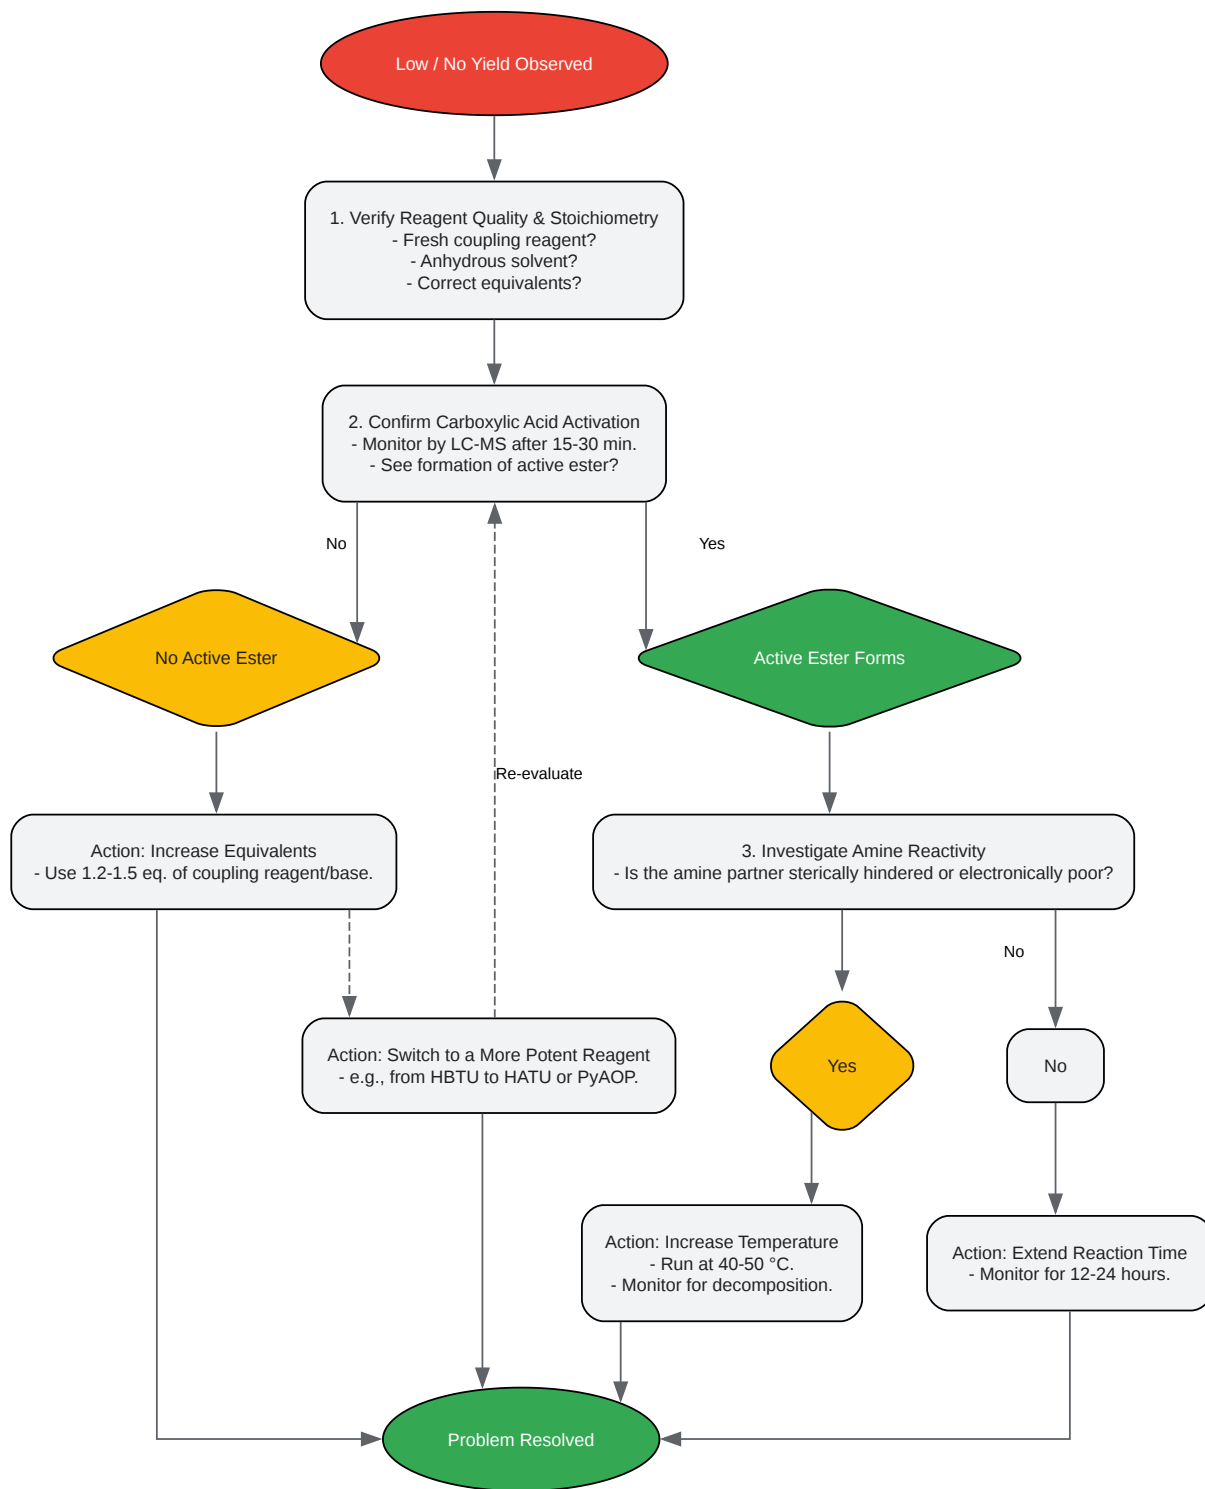 Low / No Yield Observed
1. Verify Reagent Quality & Stoichiometry
- Fresh coupling reagent?
- Anhydrous solvent?
- Correct equivalents?
2. Confirm Carboxylic Acid Activation
- Monitor by LC-MS after 15-30 min.
- See formation of active ester?
No
Yes
No Active Ester
Active Ester Forms
Re-evaluate
Action: Increase Equivalents
- Use 1.2-1.5 eq. of coupling reagent/base.
3. Investigate Amine Reactivity
- Is the amine partner sterically hindered or electronically poor?
No
Action: Switch to a More Potent Reagent
- e.g., from HBTU to HATU or PyAOP.
Yes
No
Action: Increase Temperature
- Run at 40-50 °C.
- Monitor for decomposition.
Action: Extend Reaction Time
- Monitor for 12-24 hours.
Problem Resolved